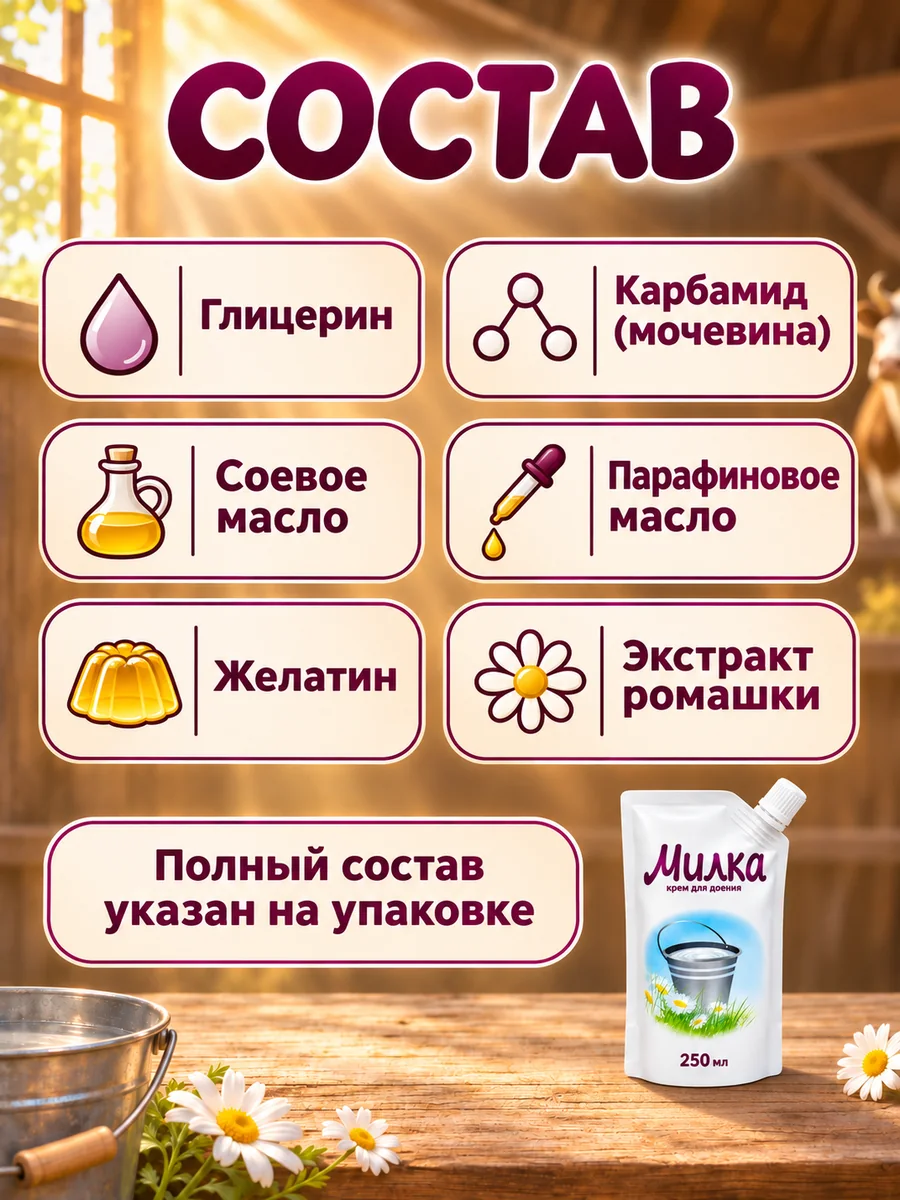 СОСТАВ
Глицерин
Карбамид
(мочевина)
Соевое
масло
Парафиновое
масло
Желатин
Экстракт
ромашки
Полный состав
указан на упаковке
Милка
крем для доения
250 мл